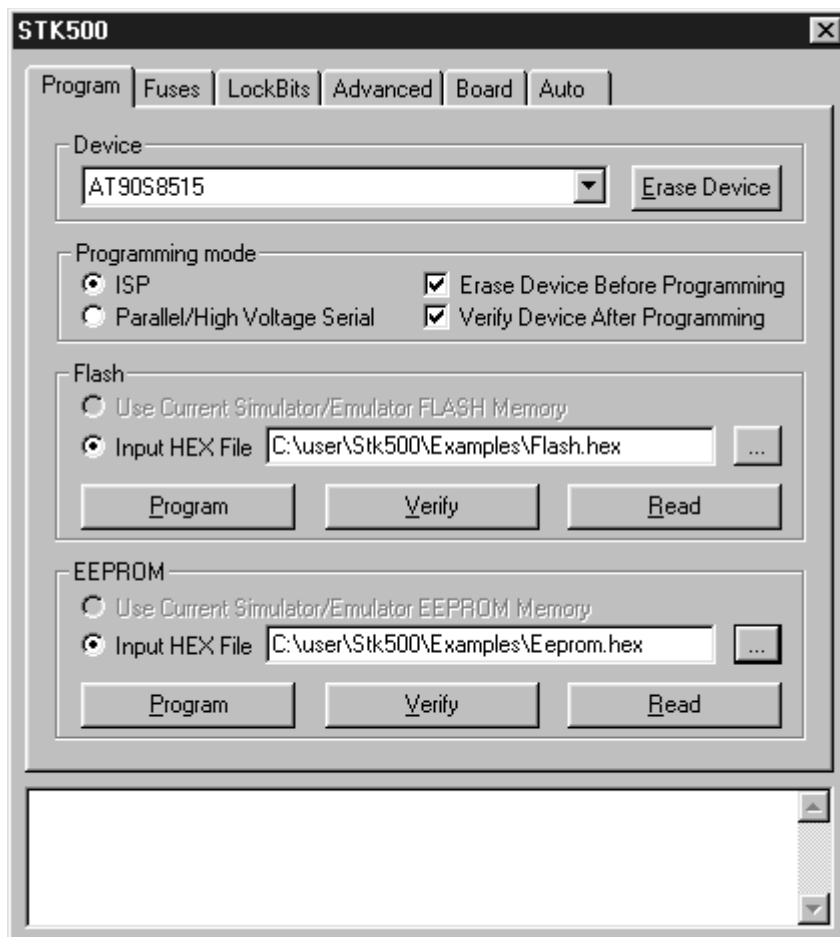 STK500
Program Fuses LockBits Advanced Board Auto
Device
AT90S8515 Erase Device
Programming mode
ISP Erase Device Before Programming
Parallel/High Voltage Serial Verify Device After Programming
Flash
Use Current Simulator/Emulator FLASH Memory
Input HEX File C:\user\Stk500\Examples\Flash.hex ...
Program Verify Read
EEPROM
Use Current Simulator/Emulator EEPROM Memory
Input HEX File C:\user\Stk500\Examples\Eeprom.hex ...
Program Verify Read